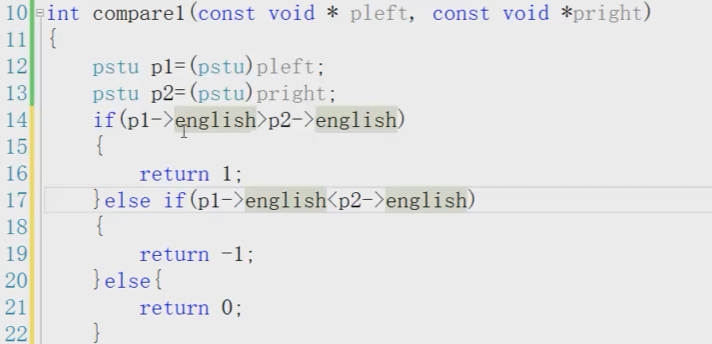 10 int compare1(const void * pleft, const void *pright)
11 {
12 pstu p1=(pstu)pleft;
13 pstu p2=(pstu)pright;
14 if(p1->english>p2->english)
15 {
16 return 1;
17 }else if(p1->english<p2->english)
18 {
19 return -1;
20 }else{
21 return 0;
22 }